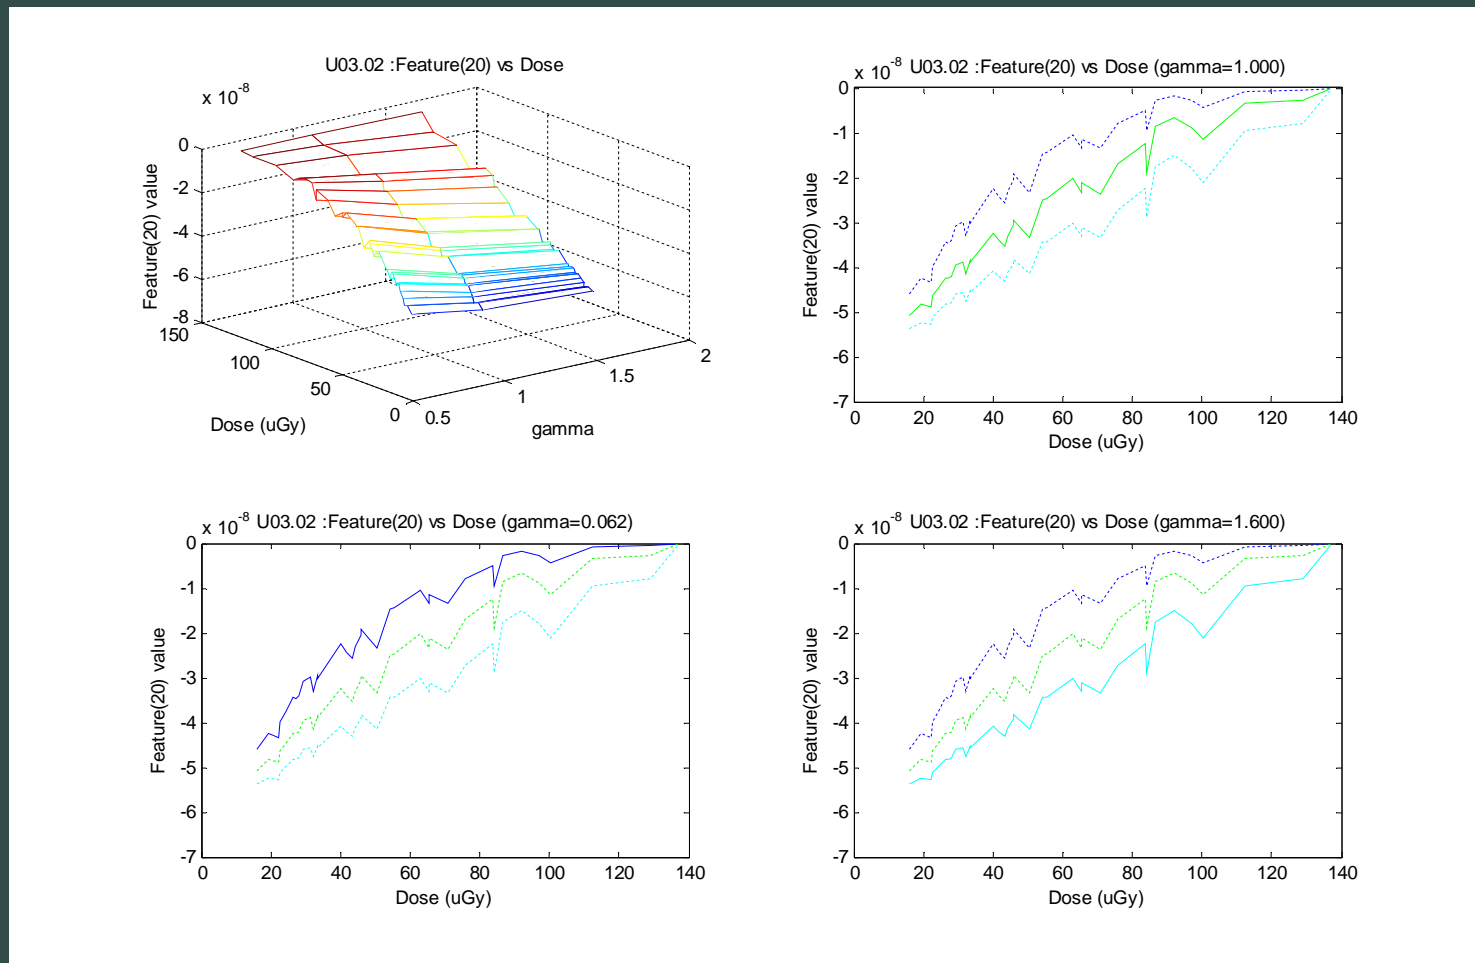 U03.02 :Feature(20) vs Dose
x 10-8
0
-2
-4
-6
-8
Feature(20) value
150
100
50
0
Dose (uGy)
0.5
1
1.5
2
gamma
x 10-8 U03.02 :Feature(20) vs Dose (gamma=1.000)
0
-1
-2
-3
-4
-5
-6
-7
Feature(20) value
0 20 40 60 80 100 120 140
Dose (uGy)
x 10-8 U03.02 :Feature(20) vs Dose (gamma=0.062)
0
-1
-2
-3
-4
-5
-6
-7
Feature(20) value
0 20 40 60 80 100 120 140
Dose (uGy)
x 10-8 U03.02 :Feature(20) vs Dose (gamma=1.600)
0
-1
-2
-3
-4
-5
-6
-7
Feature(20) value
0 20 40 60 80 100 120 140
Dose (uGy)